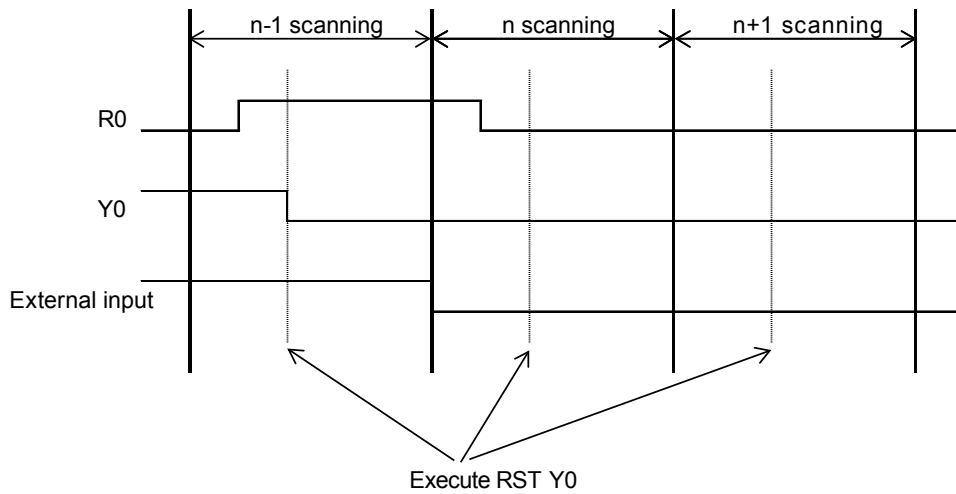 n-1 scanning
n scanning
n+1 scanning
R0
Y0
External input
Execute RST Y0